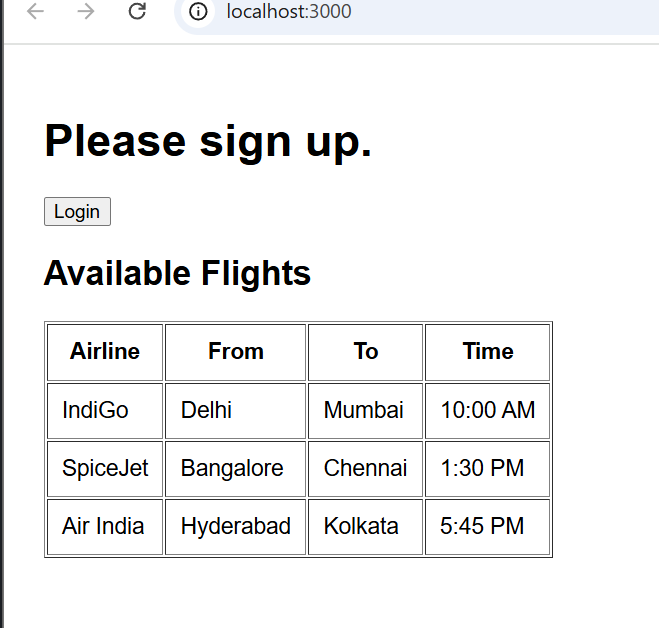 localhost:3000
Please sign up.
Login
Available Flights
Airline From To Time
IndiGo Delhi Mumbai 10:00 AM
SpiceJet Bangalore Chennai 1:30 PM
Air India Hyderabad Kolkata 5:45 PM